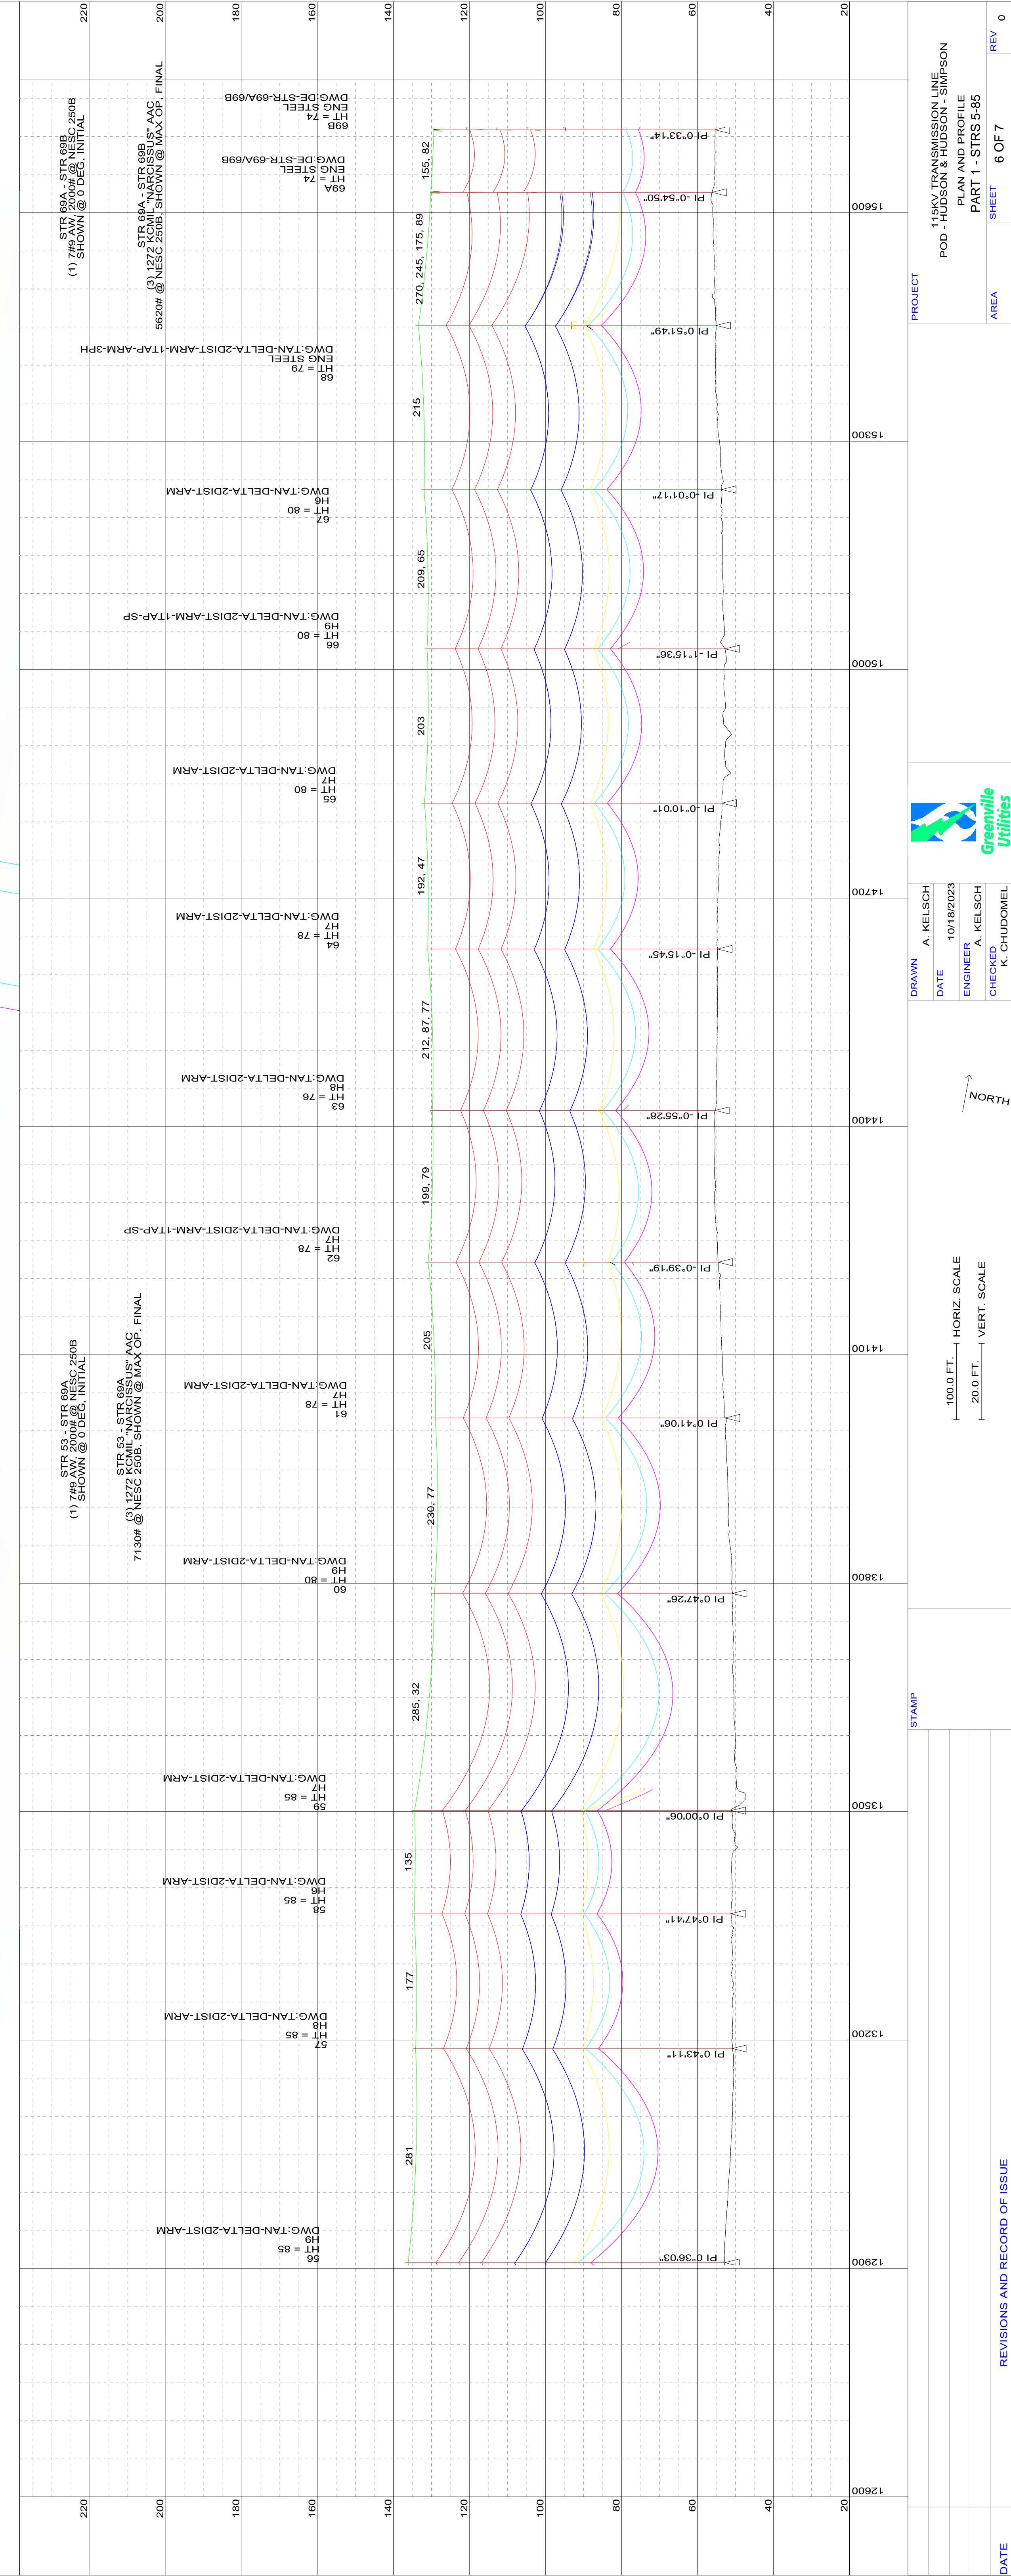 220
200
180
160
140
120
100
80
60
40
20
STR 53 - STR 69A
(1) 7#9 AW, 2000# @ NESC 250B
SHOWN @ 0 DEG, INITIAL
STR 53 - STR 69A
(3) 1272 KCMIL "NARCISSUS" AAC
7130# @ NESC 250B, SHOWN @ MAX OP, FINAL
STR 69A - STR 69B
(1) 7#9 AW, 2000# @ NESC 250B
SHOWN @ 0 DEG, INITIAL
STR 69A - STR 69B
(3) 1272 KCMIL "NARCISSUS" AAC
5620# @ NESC 250B, SHOWN @ MAX OP, FINAL
56
HT = 85
H9
DWG:TAN-DELTA-2DIST-ARM
57
HT = 85
H8
DWG:TAN-DELTA-2DIST-ARM
58
HT = 85
H6
DWG:TAN-DELTA-2DIST-ARM
59
HT = 85
H7
DWG:TAN-DELTA-2DIST-ARM
60
HT = 80
H9
DWG:TAN-DELTA-2DIST-ARM
61
HT = 78
H7
DWG:TAN-DELTA-2DIST-ARM
62
HT = 78
H7
DWG:TAN-DELTA-2DIST-ARM-1TAP-SP
63
HT = 76
H8
DWG:TAN-DELTA-2DIST-ARM
64
HT = 78
H7
DWG:TAN-DELTA-2DIST-ARM
65
HT = 80
H7
DWG:TAN-DELTA-2DIST-ARM
66
HT = 80
H9
DWG:TAN-DELTA-2DIST-ARM-1TAP-SP
67
HT = 80
H6
DWG:TAN-DELTA-2DIST-ARM
68
HT = 79
ENG STEEL
DWG:TAN-DELTA-2DIST-ARM-1TAP-ARM-3PH
69A
HT = 74
ENG STEEL
DWG:DE-STR-69A/69B
69B
HT = 74
ENG STEEL
DWG:DE-STR-69A/69B
281
177
135
285, 32
230, 77
205
199, 79
212, 87, 77
192, 47
203
209, 65
215
270, 245, 175, 89
155, 82
PI 0°36'03"
PI 0°43'11"
PI 0°47'41"
PI 0°00'06"
PI 0°47'26"
PI 0°41'06"
PI -0°39'19"
PI -0°55'28"
PI -0°15'45"
PI -0°10'01"
PI -1°15'36"
PI -0°01'17"
PI 0°51'49"
PI -0°54'50"
PI 0°33'14"
12600
12900
13200
13500
13800
14100
14400
14700
15000
15300
15600
220
200
180
160
140
120
100
80
60
40
20
DATE
REVISIONS AND RECORD OF ISSUE
STAMP
100.0 FT.
HORIZ. SCALE
20.0 FT.
VERT. SCALE
NORTH
DRAWN
A. KELSCH
DATE
10/18/2023
ENGINEER
A. KELSCH
CHECKED
K. CHUDOMEL
Greenville
Utilities
PROJECT
115KV TRANSMISSION LINE
POD - HUDSON & HUDSON - SIMPSON
PLAN AND PROFILE
PART 1 - STRS 5-85
AREA
SHEET
6 OF 7
REV
0